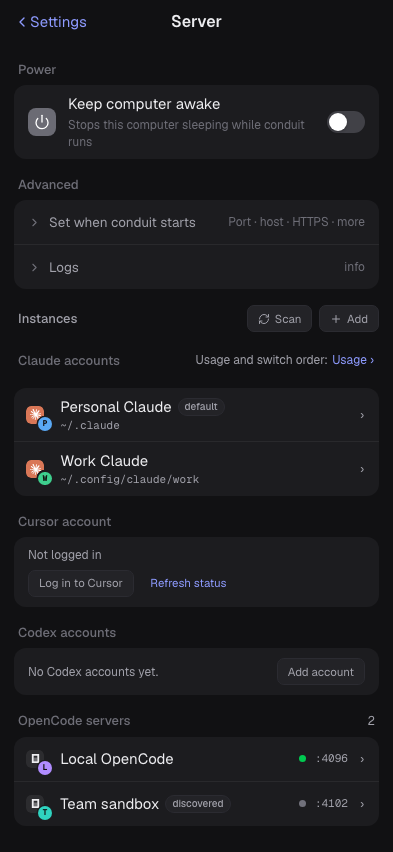 Settings
Server
Power
Keep computer awake
Stops this computer sleeping while conduit
runs
Advanced
Set when conduit starts Port · host · HTTPS · more
Logs info
Instances Scan Add
Claude accounts Usage and switch order: Usage ›
Personal Claude default
P ~/.claude
Work Claude
W ~/.config/claude/work
Cursor account
Not logged in
Log in to Cursor Refresh status
Codex accounts
No Codex accounts yet. Add account
OpenCode servers 2
Local OpenCode :4096
L
Team sandbox discovered :4102
T